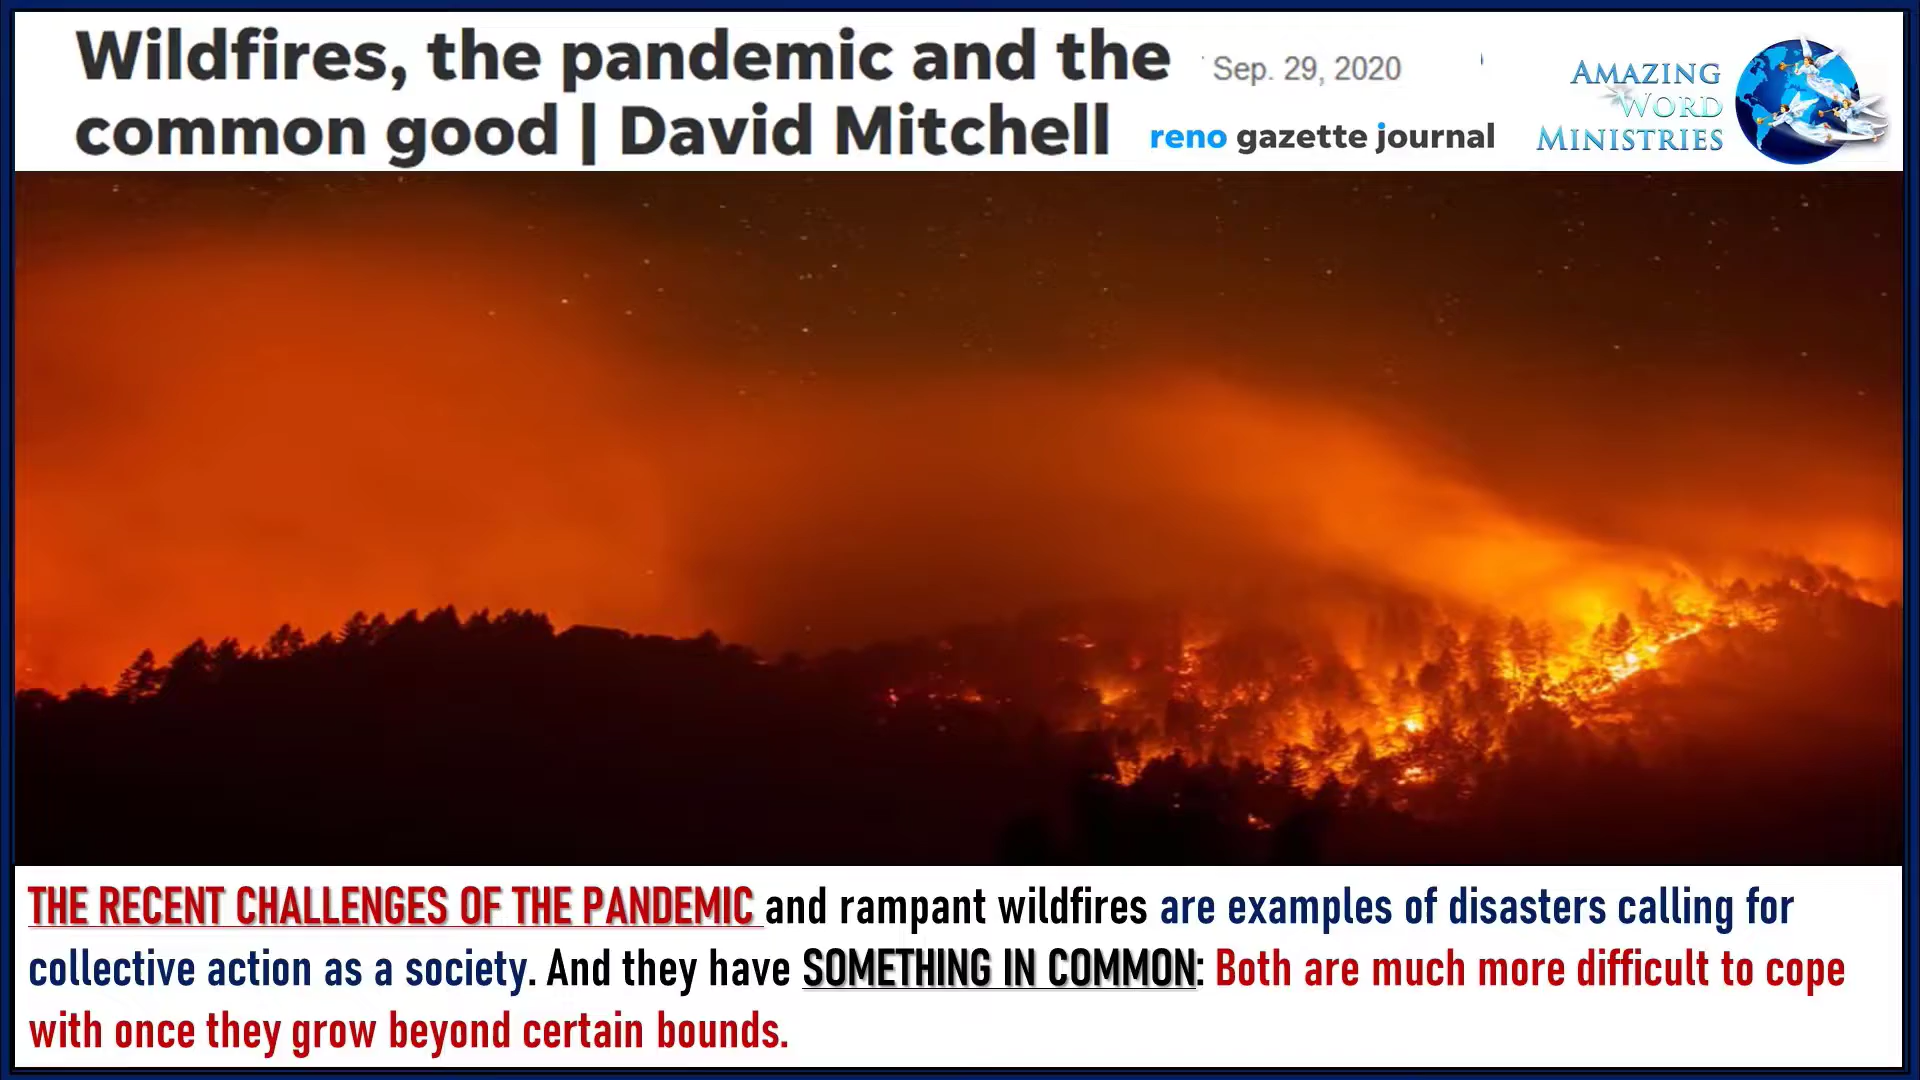 Wildfires, the pandemic and the
common good | David Mitchell
Sep. 29, 2020
reno gazette journal
AMAZING
WORD
MINISTRIES
THE RECENT CHALLENGES OF THE PANDEMIC and rampant wildfires are examples of disasters calling for
collective action as a society. And they have SOMETHING IN COMMON: Both are much more difficult to cope
with once they grow beyond certain bounds.